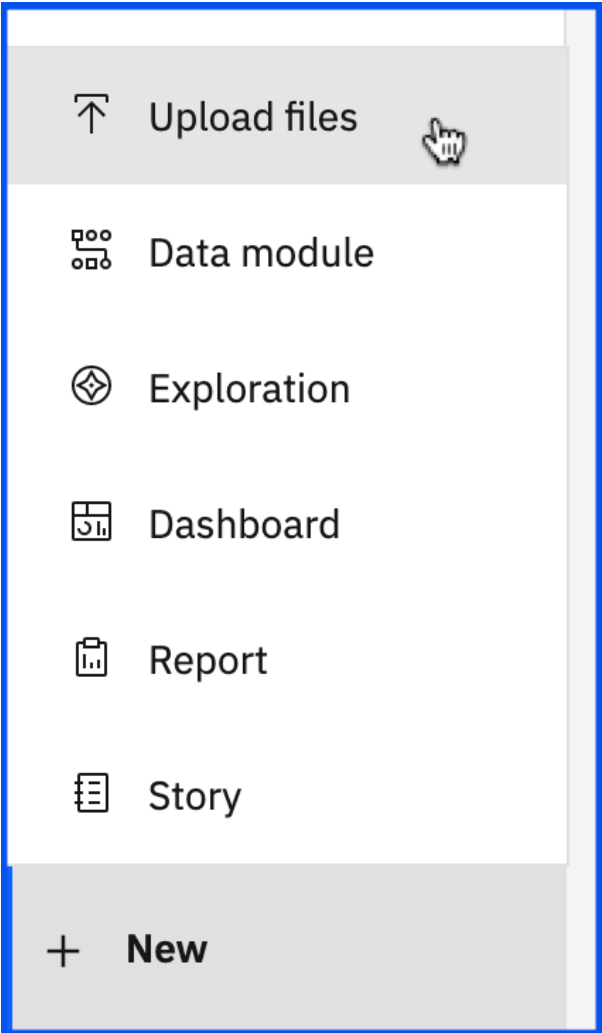 Upload files
Data module
Exploration
Dashboard
Report
Story
New